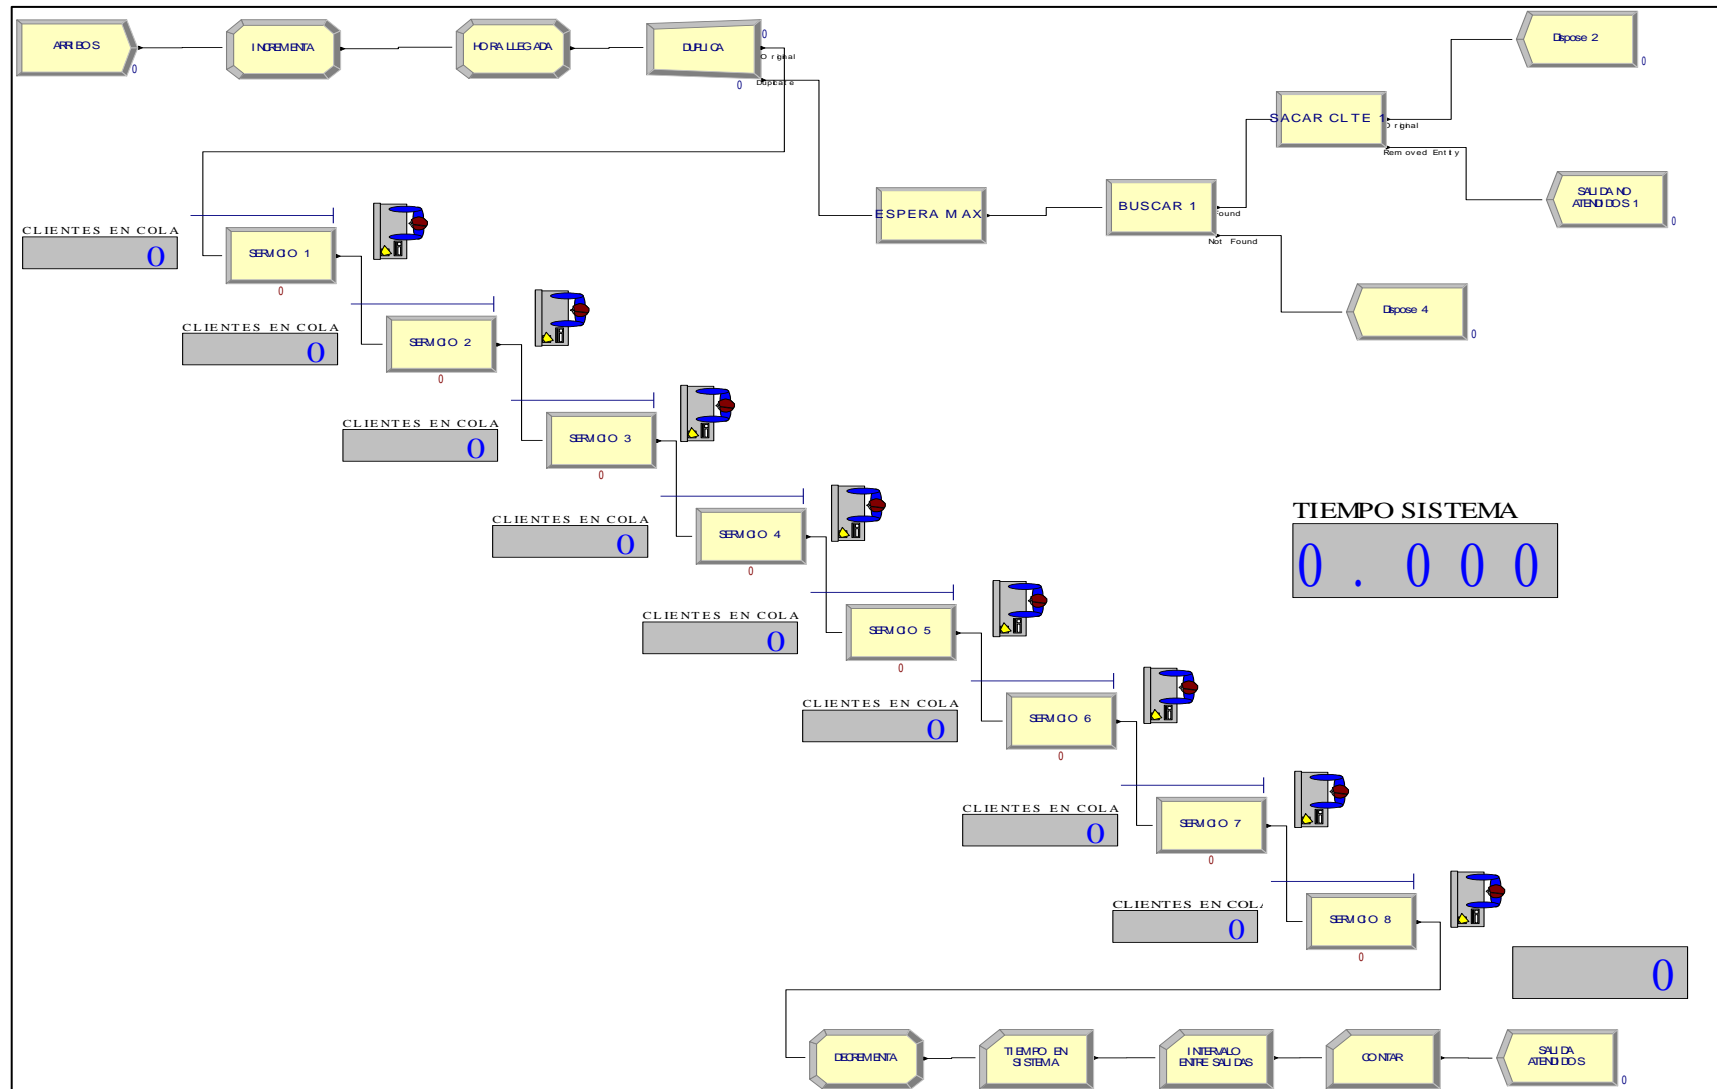 ARRIBOS
0
INCREMENTA
HORA LLEGADA
DUPLICA
0
Original
0
Duplicate
Dispose 2
0
SACAR CLTE 1
Original
Removed Entity
SALIDA NO
ATENDIDOS 1
0
ESPERA MAX
BUSCAR 1
Found
Not Found
Dispose 4
0
CLIENTES EN COLA
0
SERVICIO 1
0
CLIENTES EN COLA
0
SERVICIO 2
0
CLIENTES EN COLA
0
SERVICIO 3
0
CLIENTES EN COLA
0
SERVICIO 4
0
TIEMPO SISTEMA
0.000
CLIENTES EN COLA
0
SERVICIO 5
0
CLIENTES EN COLA
0
SERVICIO 6
0
CLIENTES EN COLA
0
SERVICIO 7
0
CLIENTES EN COLA
0
SERVICIO 8
0
0
DECREMENTA
TIEMPO EN
SISTEMA
INTERVALO
ENTRE SALIDAS
CONTAR
SALIDA
ATENDIDOS
0